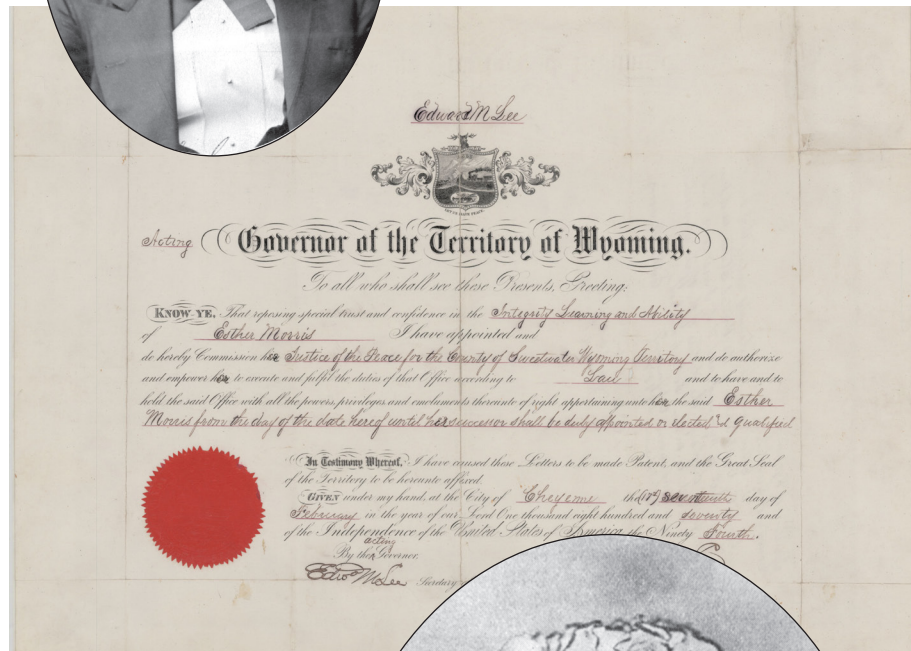 Edward M Lee
Acting Governor of the Territory of Wyoming.
To all who shall see these Presents, Greeting:
KNOW YE, That reposing special trust and confidence in the Integrity Learning and Ability
of Esther Morris I have appointed and
do hereby Commission her Justice of the Peace for the County of Sweetwater Wyoming Territory and do authorize
and empower her to execute and fulfil the duties of that Office according to Law and to have and to
hold the said Office with all the powers, privileges and emoluments thereunto of right appertaining unto her the said Esther
Morris from the day of the date hereof until her successor shall be duly appointed or elected & qualified
In Testimony Whereof, I have caused these Letters to be made Patent, and the Great Seal
of the Territory to be hereunto affixed.
GIVEN under my hand, at the City of Cheyenne the (17th) seventeenth day of
February in the year of our Lord One thousand eight hundred and seventy and
of the Independence of the United States of America the Ninety Fourth.
By the acting Governor.
Edw M Lee Secretary